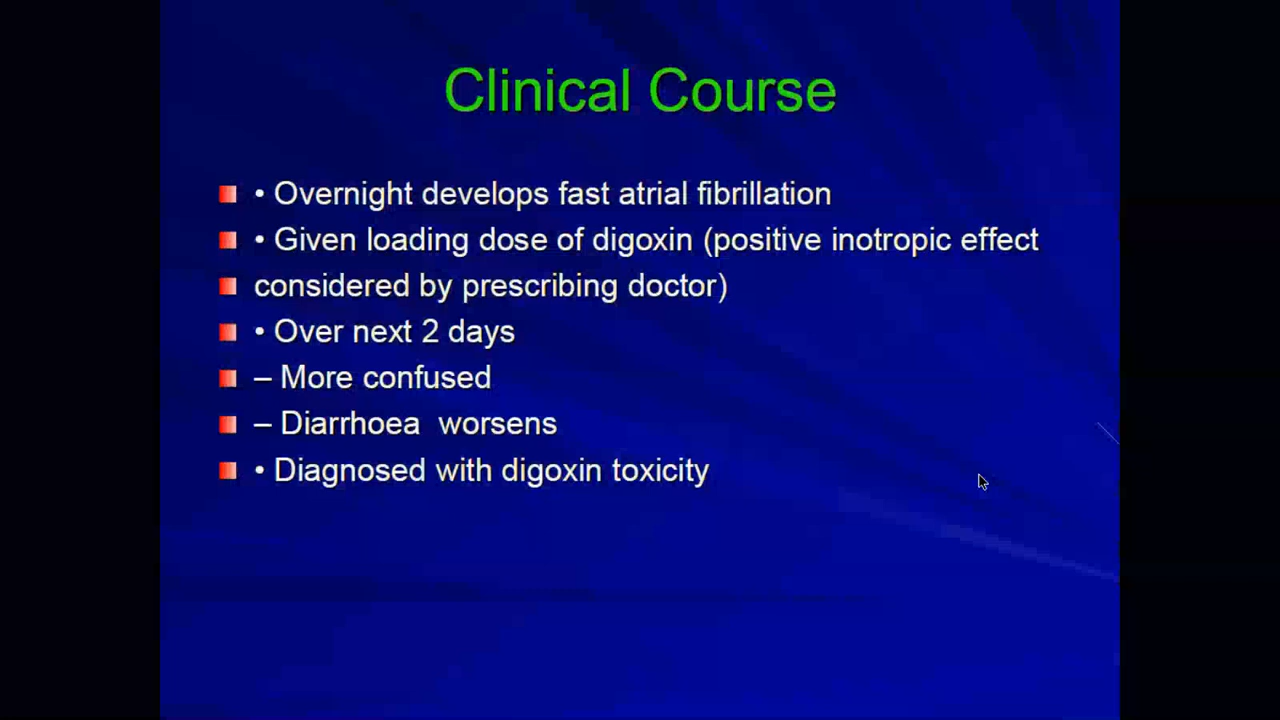 Clinical Course
• Overnight develops fast atrial fibrillation
• Given loading dose of digoxin (positive inotropic effect
considered by prescribing doctor)
• Over next 2 days
– More confused
– Diarrhoea  worsens
• Diagnosed with digoxin toxicity